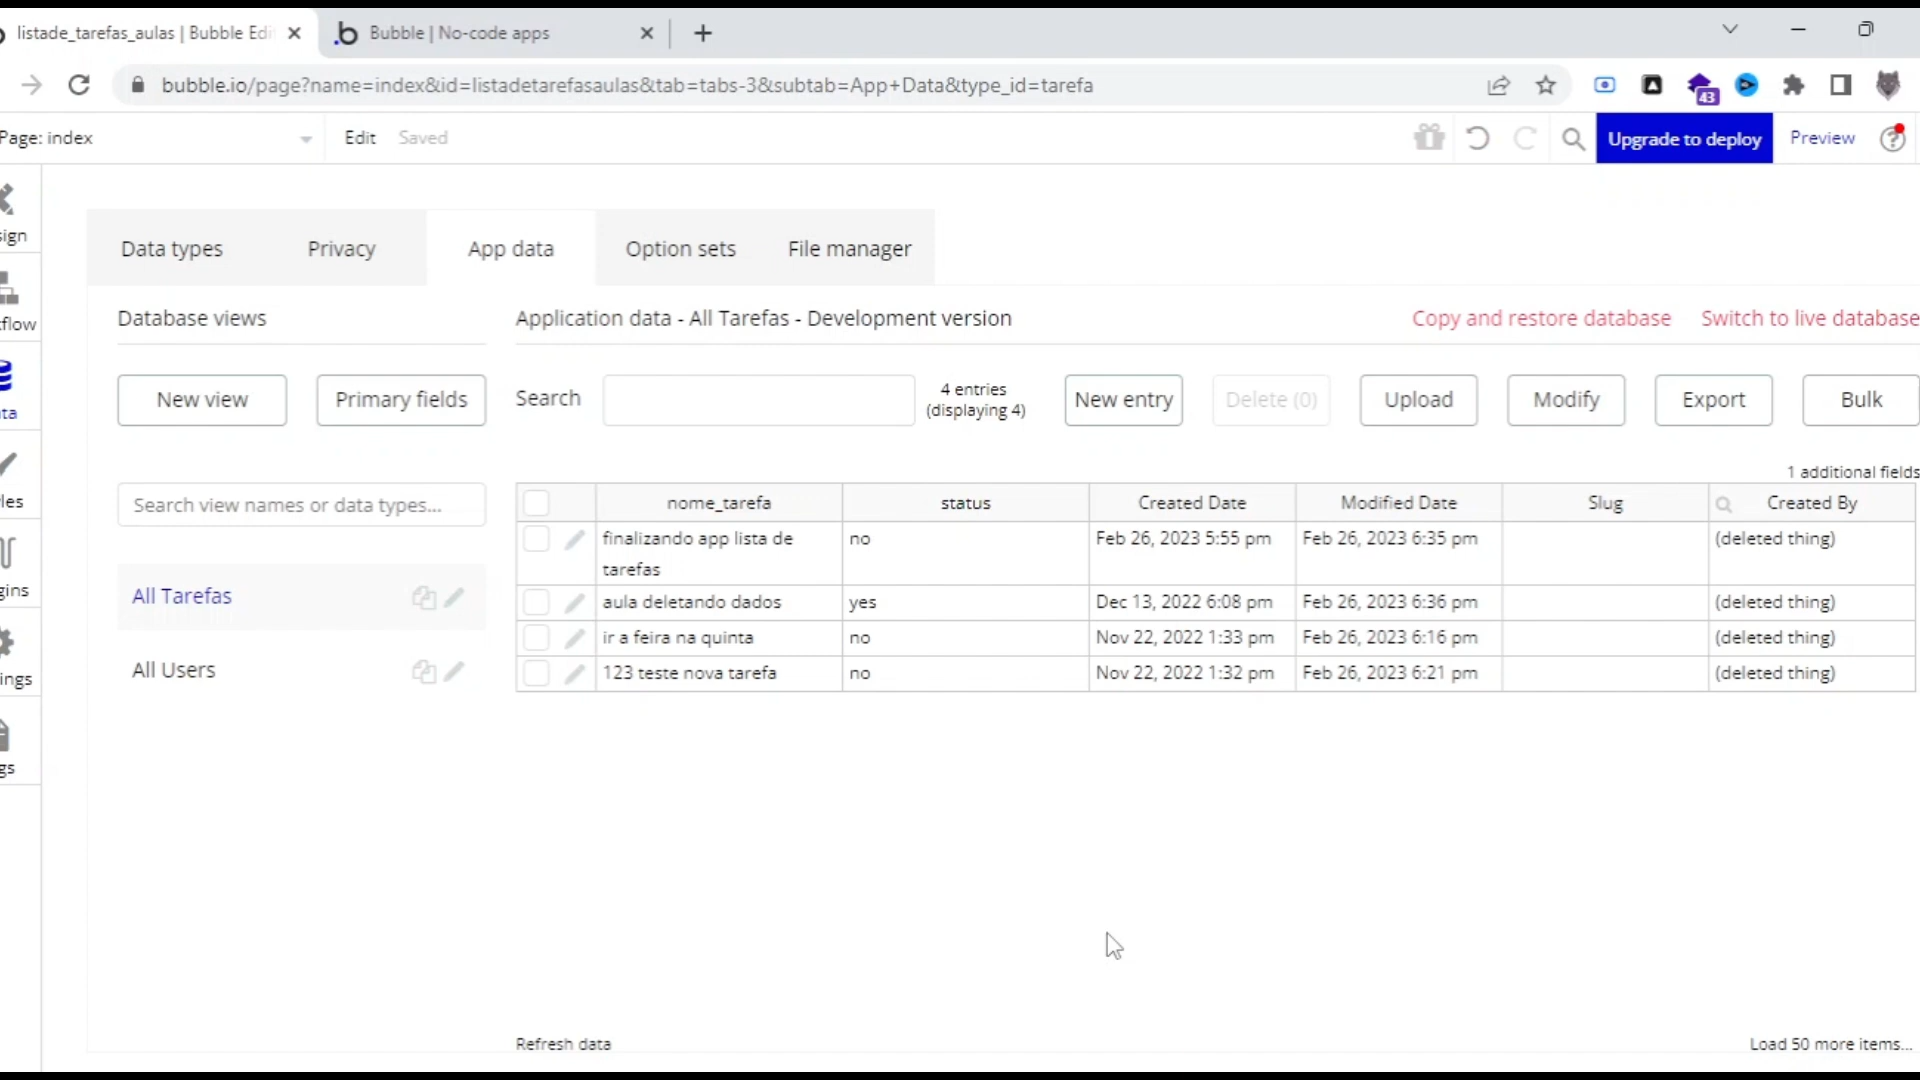 listade_tarefas_aulas | Bubble Edi
Bubble | No-code apps
bubble.io/page?name=index&id=listadetarefasaulas&tab=tabs-3&subtab=App+Data&type_id=tarefa
43
Page: index
Edit
Saved
Upgrade to deploy
Preview
sign
Data types
Privacy
App data
Option sets
File manager
Database views
Application data - All Tarefas - Development version
Copy and restore database
Switch to live database
flow
New view
Primary fields
Search
4 entries
(displaying 4)
New entry
Delete (0)
Upload
Modify
Export
Bulk
ta
1 additional fields
Search view names or data types...
les
nome_tarefa
status
Created Date
Modified Date
Slug
Created By
finalizando app lista de
tarefas
no
Feb 26, 2023 5:55 pm
Feb 26, 2023 6:35 pm
(deleted thing)
gins
All Tarefas
aula deletando dados
yes
Dec 13, 2022 6:08 pm
Feb 26, 2023 6:36 pm
(deleted thing)
ir a feira na quinta
no
Nov 22, 2022 1:33 pm
Feb 26, 2023 6:16 pm
(deleted thing)
All Users
123 teste nova tarefa
no
Nov 22, 2022 1:32 pm
Feb 26, 2023 6:21 pm
(deleted thing)
ings
gs
Refresh data
Load 50 more items...